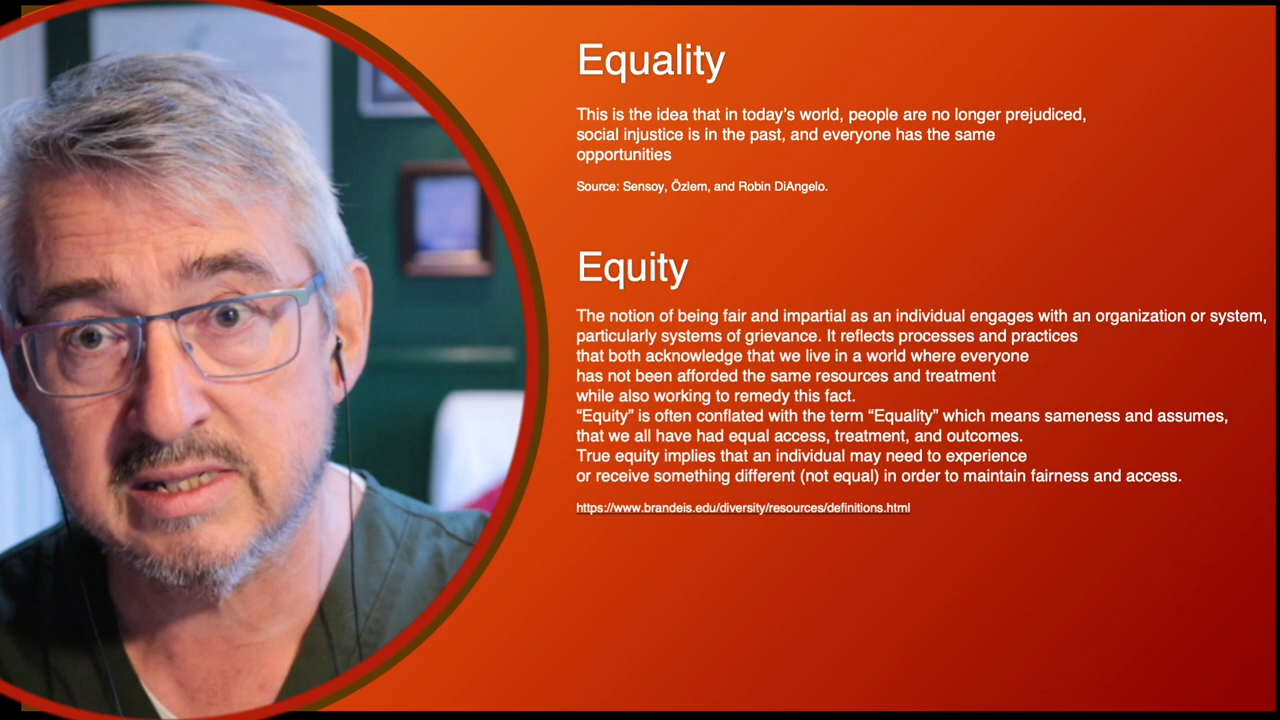 Equality
This is the idea that in today’s world, people are no longer prejudiced,
social injustice is in the past, and everyone has the same
opportunities
Source: Sensoy, Özlem, and Robin DiAngelo.
Equity
The notion of being fair and impartial as an individual engages with an organization or system,
particularly systems of grievance. It reflects processes and practices
that both acknowledge that we live in a world where everyone
has not been afforded the same resources and treatment
while also working to remedy this fact.
“Equity” is often conflated with the term “Equality” which means sameness and assumes,
that we all have had equal access, treatment, and outcomes.
True equity implies that an individual may need to experience
or receive something different (not equal) in order to maintain fairness and access.
https://www.brandeis.edu/diversity/resources/definitions.html